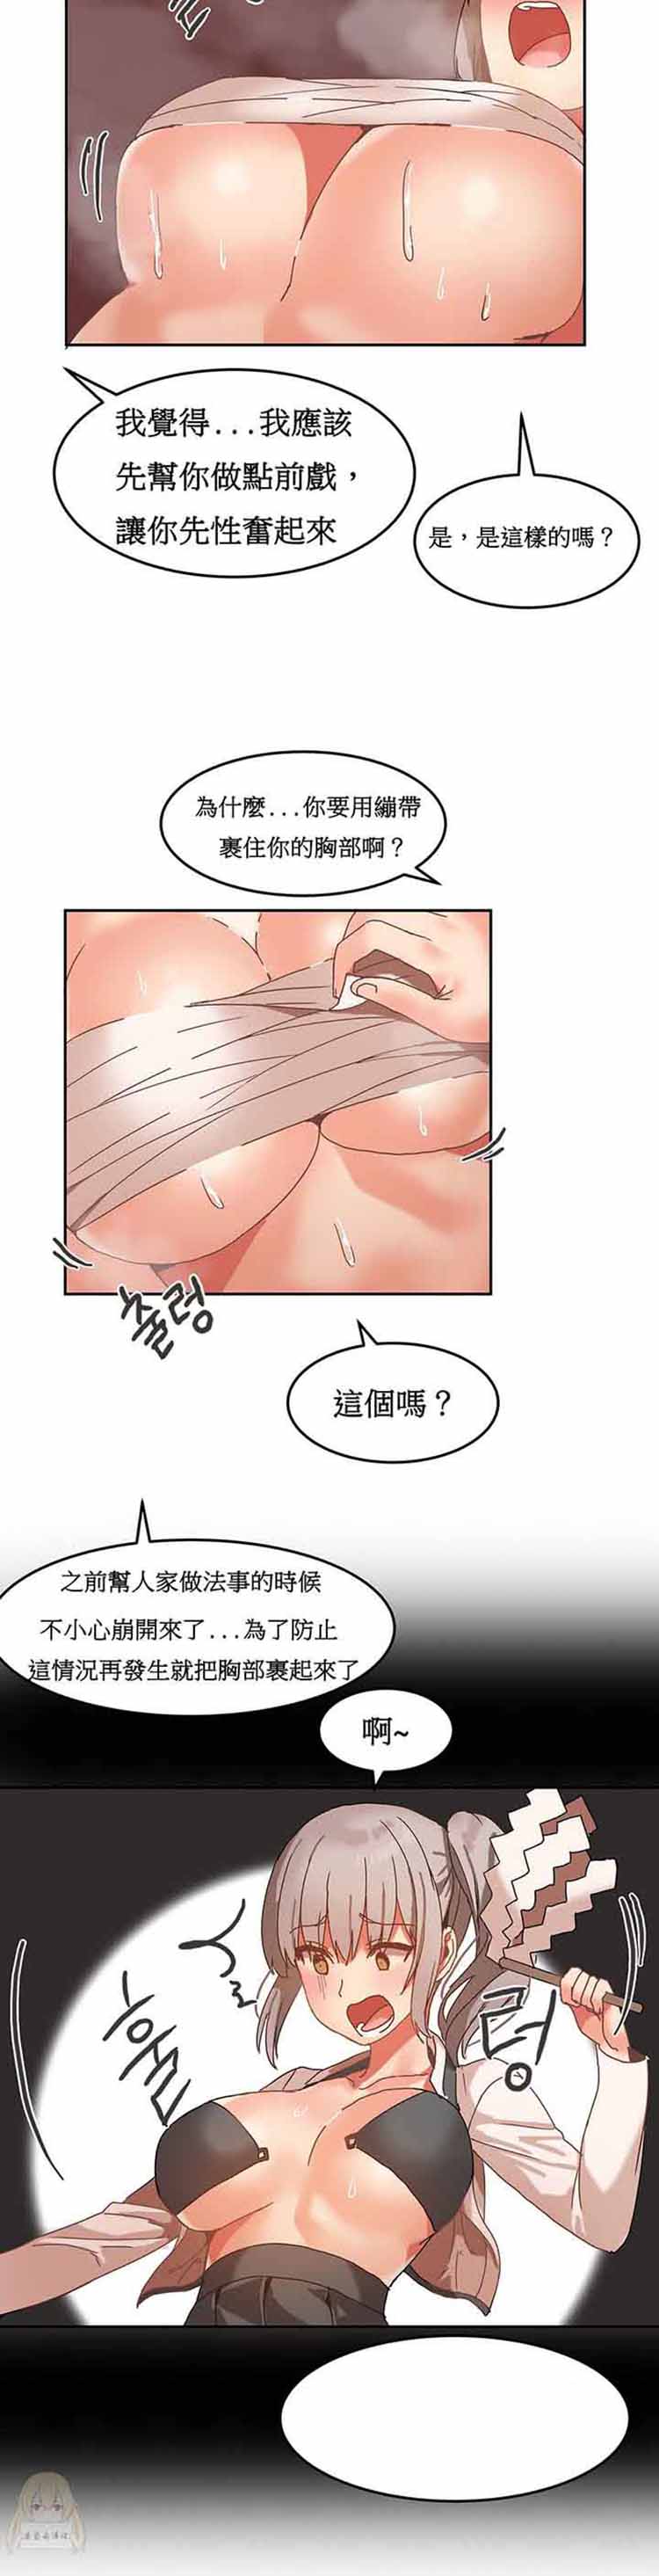 我覺得...我應該
先幫你做點前戲，
讓你先性奮起來
是，是這樣的嗎？
為什麼...你要用繃帶
裹住你的胸部啊？
출렁
這個嗎？
之前幫人家做法事的時候
不小心崩開來了...為了防止
這情況再發生就把胸部裹起來了
啊~
훌렁